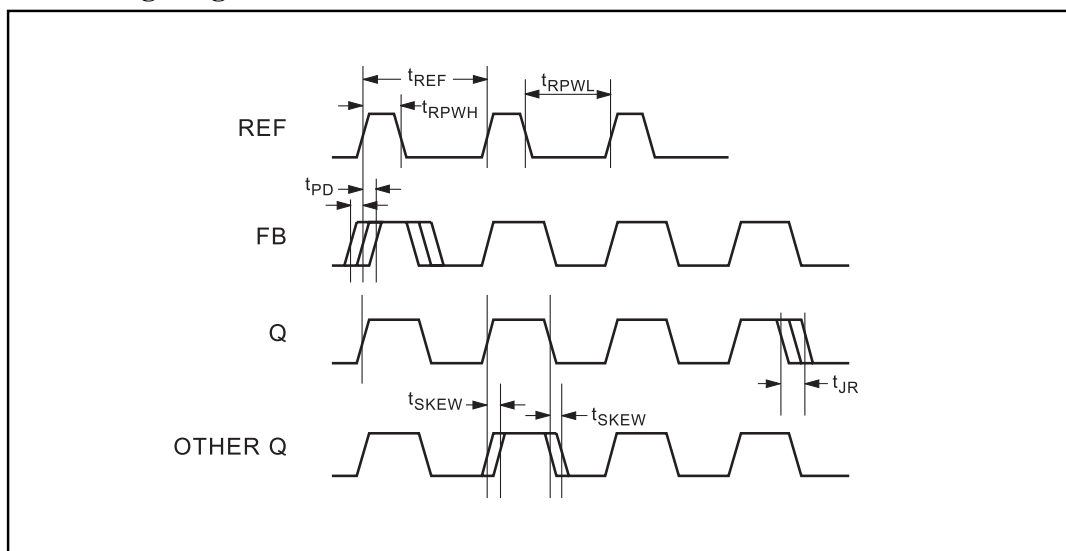 tREF
tRPWL
tRPWH
REF
tPD
FB
Q
tJR
tSKEW
tSKEW
OTHER Q